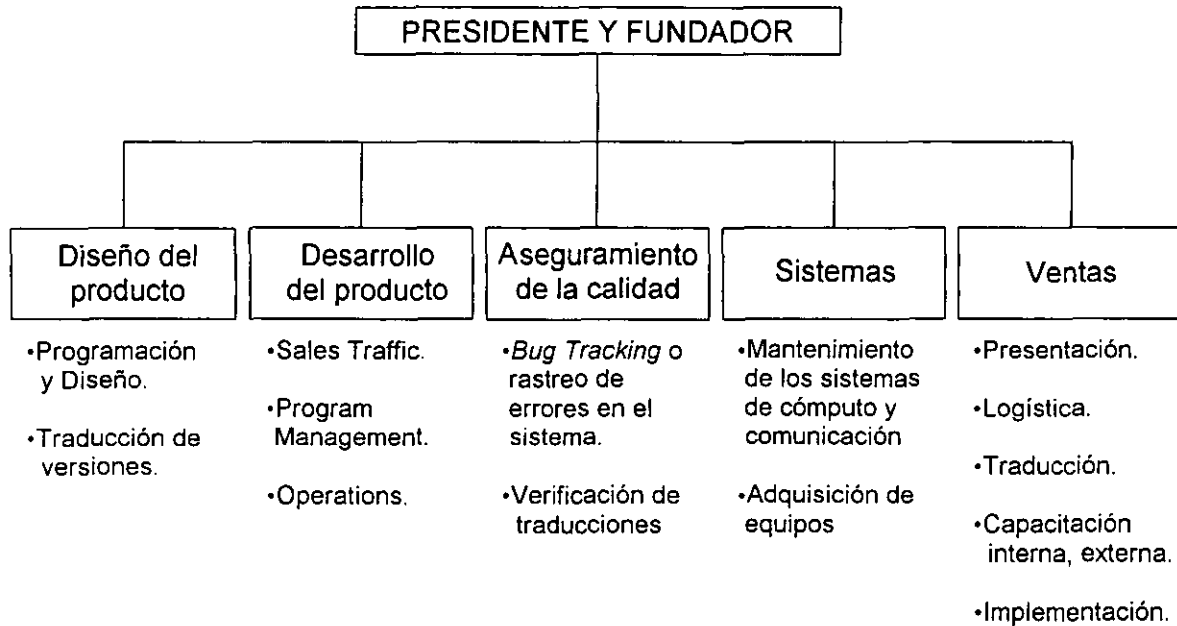 PRESIDENTE Y FUNDADOR
Diseño del
producto
•Programación
y Diseño.
•Traducción de
versiones.
Desarrollo
del producto
•Sales Traffic.
•Program
Management.
•Operations.
Aseguramiento
de la calidad
•Bug Tracking o
rastreo de
errores en el
sistema.
•Verificación de
traducciones
Sistemas
•Mantenimiento
de los sistemas
de cómputo y
comunicación
•Adquisición de
equipos
Ventas
•Presentación.
•Logística.
•Traducción.
•Capacitación
interna, externa.
•Implementación.